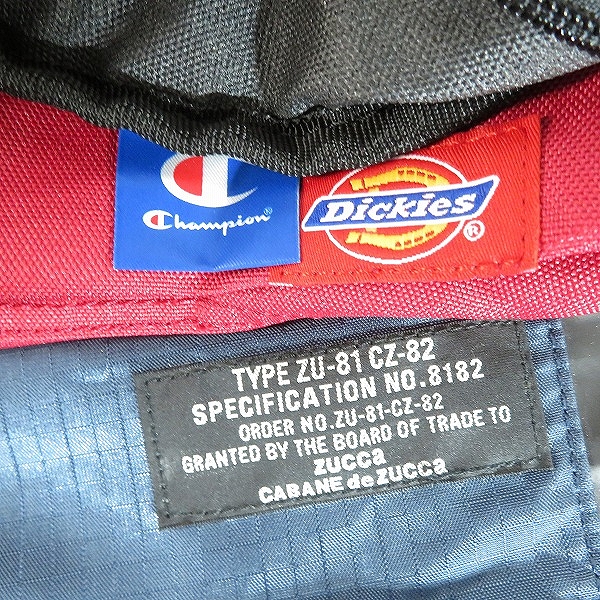 Champion
Dickies
®
TYPE ZU-81 CZ-82
SPECIFICATION NO.8182
ORDER NO.ZU-81-CZ-82
GRANTED BY THE BOARD OF TRADE TO
ZUCCa
CABANE de ZUCCa